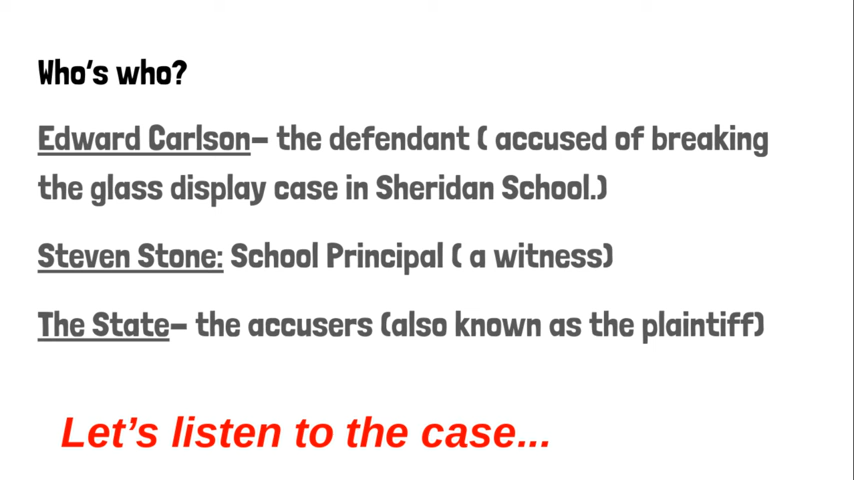 Who's who?
Edward Carlson– the defendant ( accused of breaking
the glass display case in Sheridan School.)
Steven Stone: School Principal ( a witness)
The State– the accusers (also known as the plaintiff)
Let's listen to the case...